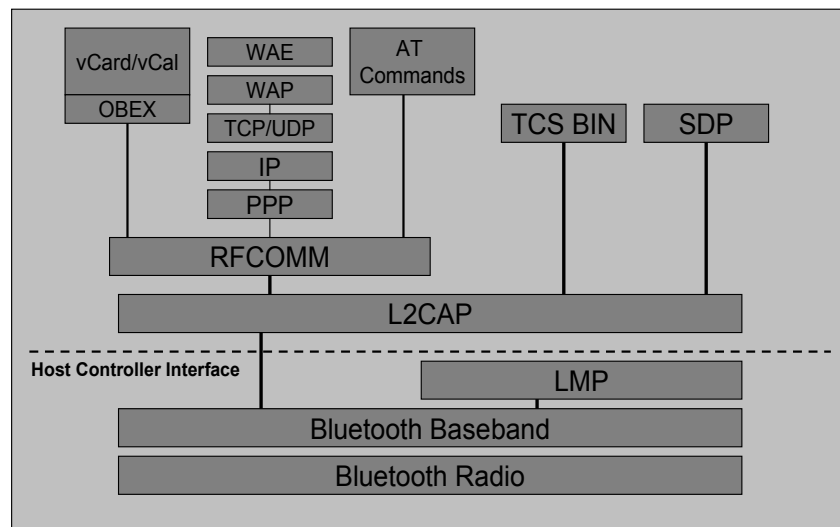 vCard/vCal
OBEX
WAE
WAP
TCP/UDP
IP
PPP
AT
Commands
TCS BIN
SDP
RFCOMM
L2CAP
Host Controller Interface
LMP
Bluetooth Baseband
Bluetooth Radio